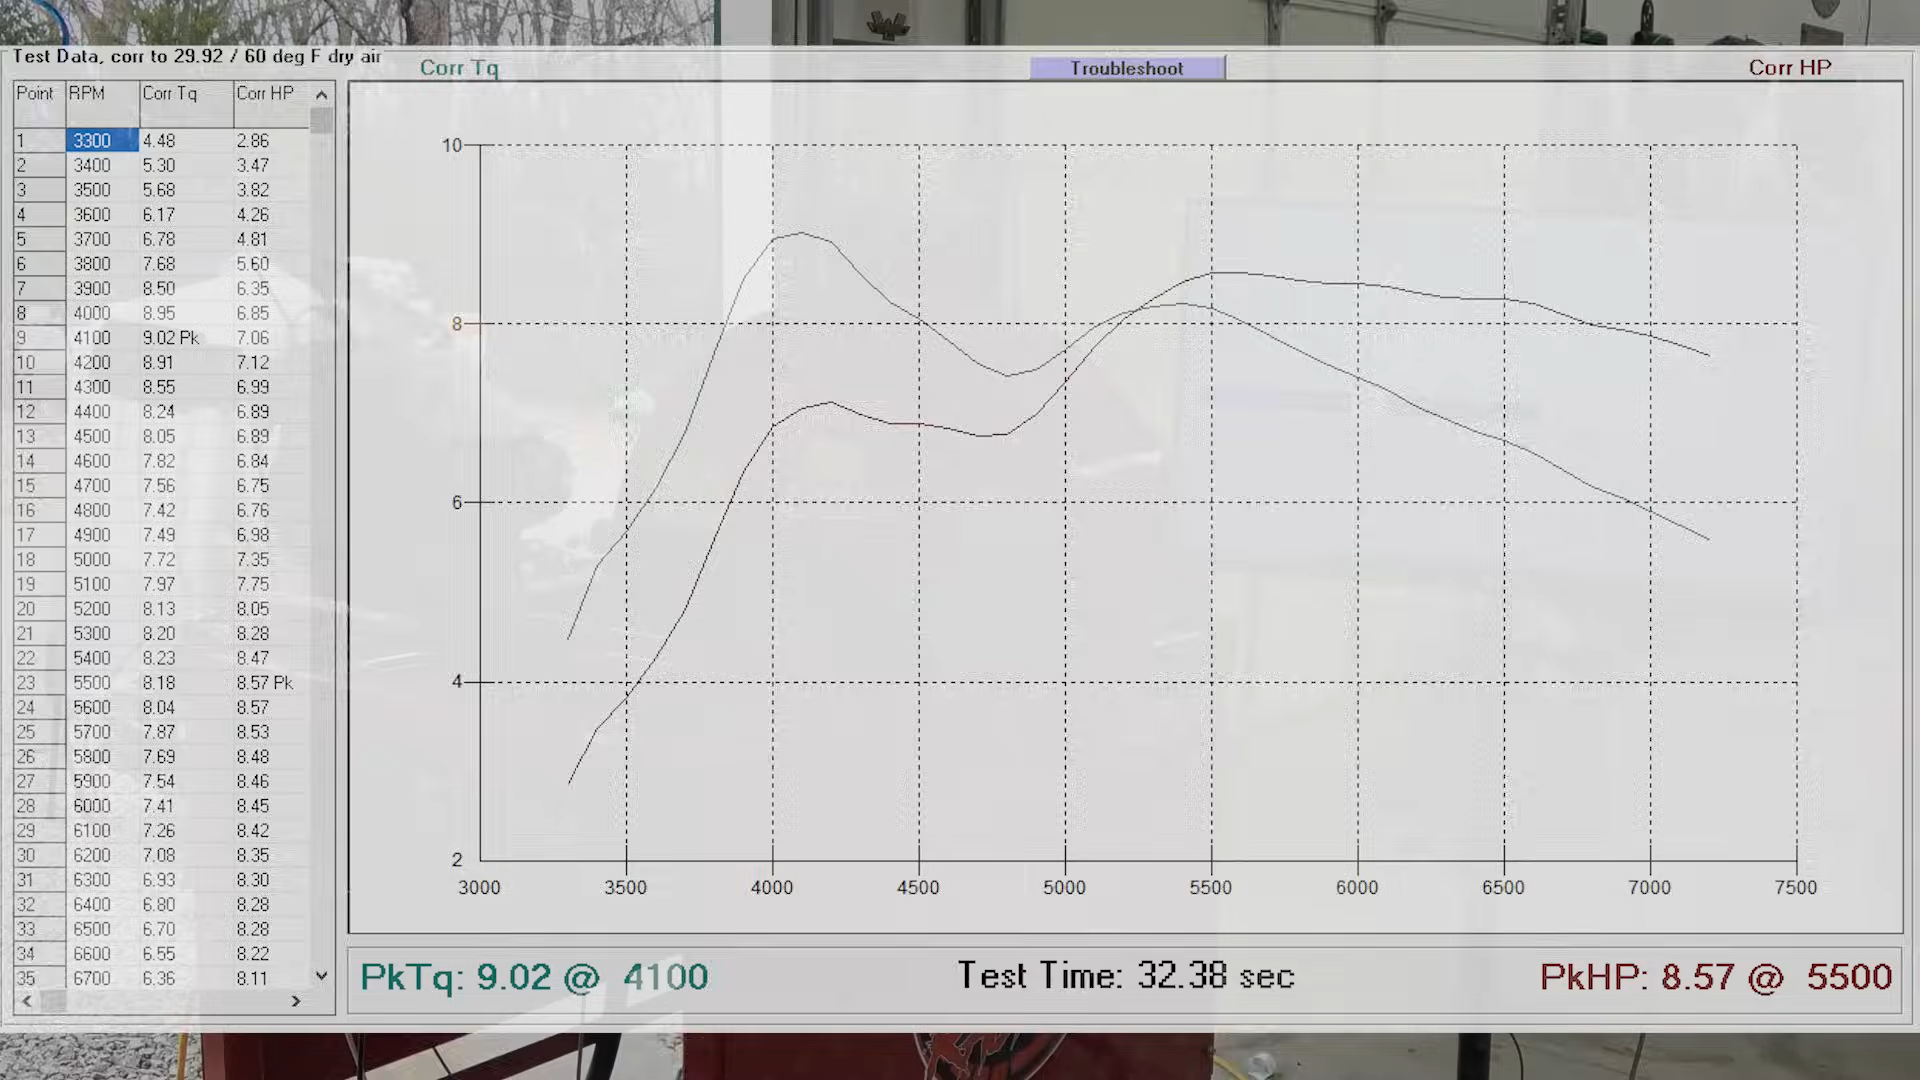 Test Data, corr to 29.92 / 60 deg F dry air
Corr Tq
Troubleshoot
Corr HP
Point RPM Corr Tq Corr HP
1 3300 4.48 2.86
2 3400 5.30 3.47
3 3500 5.68 3.82
4 3600 6.17 4.26
5 3700 6.78 4.81
6 3800 7.68 5.60
7 3900 8.50 6.35
8 4000 8.95 6.85
9 4100 9.02 Pk 7.06
10 4200 8.91 7.12
11 4300 8.55 6.99
12 4400 8.24 6.89
13 4500 8.05 6.89
14 4600 7.82 6.84
15 4700 7.56 6.75
16 4800 7.42 6.76
17 4900 7.49 6.98
18 5000 7.72 7.35
19 5100 7.97 7.75
20 5200 8.13 8.05
21 5300 8.20 8.28
22 5400 8.23 8.47
23 5500 8.18 8.57 Pk
24 5600 8.04 8.57
25 5700 7.87 8.53
26 5800 7.69 8.48
27 5900 7.54 8.46
28 6000 7.41 8.45
29 6100 7.26 8.42
30 6200 7.08 8.35
31 6300 6.93 8.30
32 6400 6.80 8.28
33 6500 6.70 8.28
34 6600 6.55 8.22
35 6700 6.36 8.11
10
8
6
4
2
3000 3500 4000 4500 5000 5500 6000 6500 7000 7500
PkTq: 9.02 @ 4100
Test Time: 32.38 sec
PkHP: 8.57 @ 5500